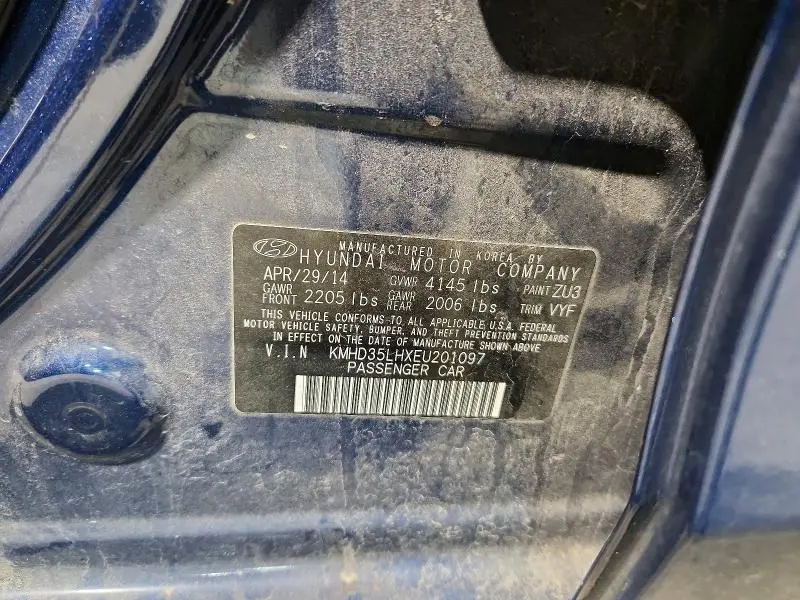 MANUFACTURED IN KOREA BY
HYUNDAI MOTOR COMPANY
APR/29/14 GVWR 4145 lbs PAINT ZU3
GAWR FRONT 2205 lbs GAWR REAR 2006 lbs TRIM VYF
THIS VEHICLE CONFORMS TO ALL APPLICABLE U.S.A. FEDERAL
MOTOR VEHICLE SAFETY, BUMPER, AND THEFT PREVENTION STANDARDS
IN EFFECT ON THE DATE OF MANUFACTURE SHOWN ABOVE
V.I.N KMHD35LHXEU201097
PASSENGER CAR